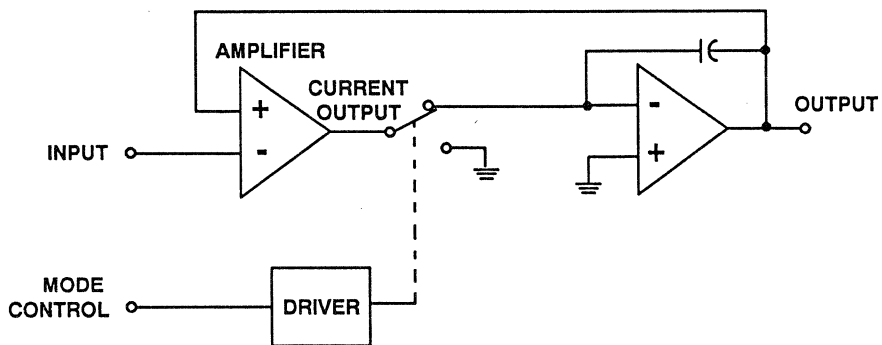 AMPLIFIER
CURRENT
OUTPUT
+
-
INPUT
-
+
OUTPUT
MODE
CONTROL
DRIVER